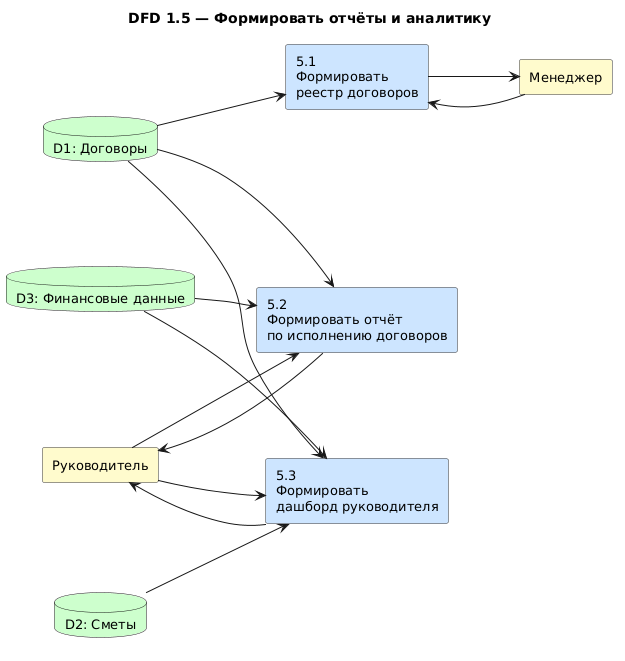 DFD 1.5 — Формировать отчёты и аналитику
5.1
Формировать
реестр договоров
Менеджер
D1: Договоры
D3: Финансовые данные
5.2
Формировать отчёт
по исполнению договоров
Руководитель
5.3
Формировать
дашборд руководителя
D2: Сметы